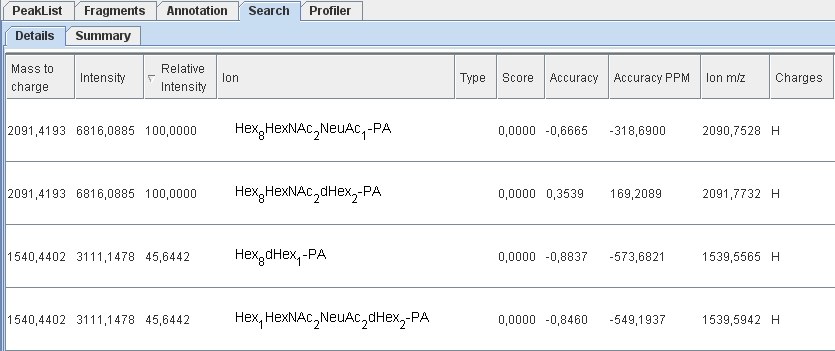 PeakList Fragments Annotation Search Profiler
Details Summary
Mass to charge Intensity Relative Intensity Ion Type Score Accuracy Accuracy PPM Ion m/z Charges
2091,4193 6816,0885 100,0000 Hex8HexNAc2NeuAc1-PA 0,0000 -0,6665 -318,6900 2090,7528 H
2091,4193 6816,0885 100,0000 Hex8HexNAc2dHex2-PA 0,0000 0,3539 169,2089 2091,7732 H
1540,4402 3111,1478 45,6442 Hex8dHex1-PA 0,0000 -0,8837 -573,6821 1539,5565 H
1540,4402 3111,1478 45,6442 Hex1HexNAc2NeuAc2dHex2-PA 0,0000 -0,8460 -549,1937 1539,5942 H